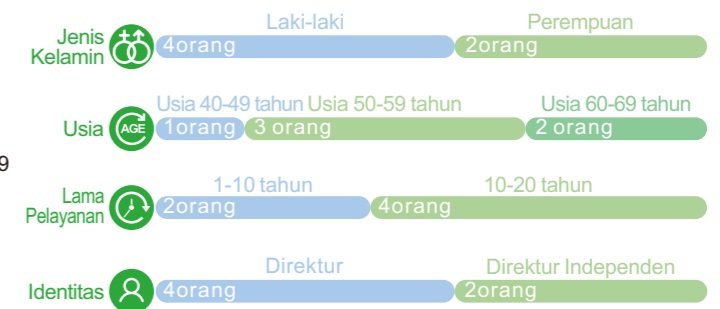 Laki-laki Perempuan
Jenis
Kelamin
4orang 2orang
Usia 40-49 tahun Usia 50-59 tahun Usia 60-69 tahun
Usia AGE 1orang 3 orang 2 orang
9
1-10 tahun 10-20 tahun
Lama
Pelayanan
2orang 4orang
Direktur Direktur Independen
Identitas 4orang 2orang